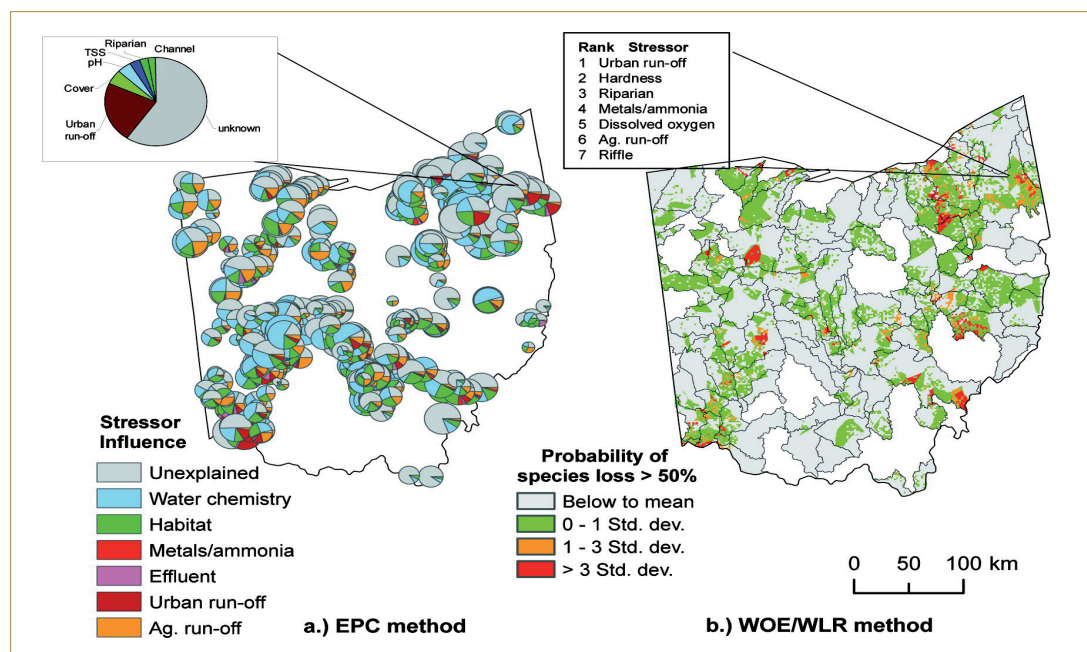 Riparian
Channel
TSS
pH
Cover
Urban
run-off
unknown
Rank Stressor
1 Urban run-off
2 Hardness
3 Riparian
4 Metals/ammonia
5 Dissolved oxygen
6 Ag. run-off
7 Riffle
Stressor
Influence
Unexplained
Water chemistry
Habitat
Metals/ammonia
Effluent
Urban run-off
Ag. run-off
a.) EPC method
Probability of
species loss > 50%
Below to mean
0 - 1 Std. dev.
1 - 3 Std. dev.
> 3 Std. dev.
0 50 100 km
b.) WOE/WLR method